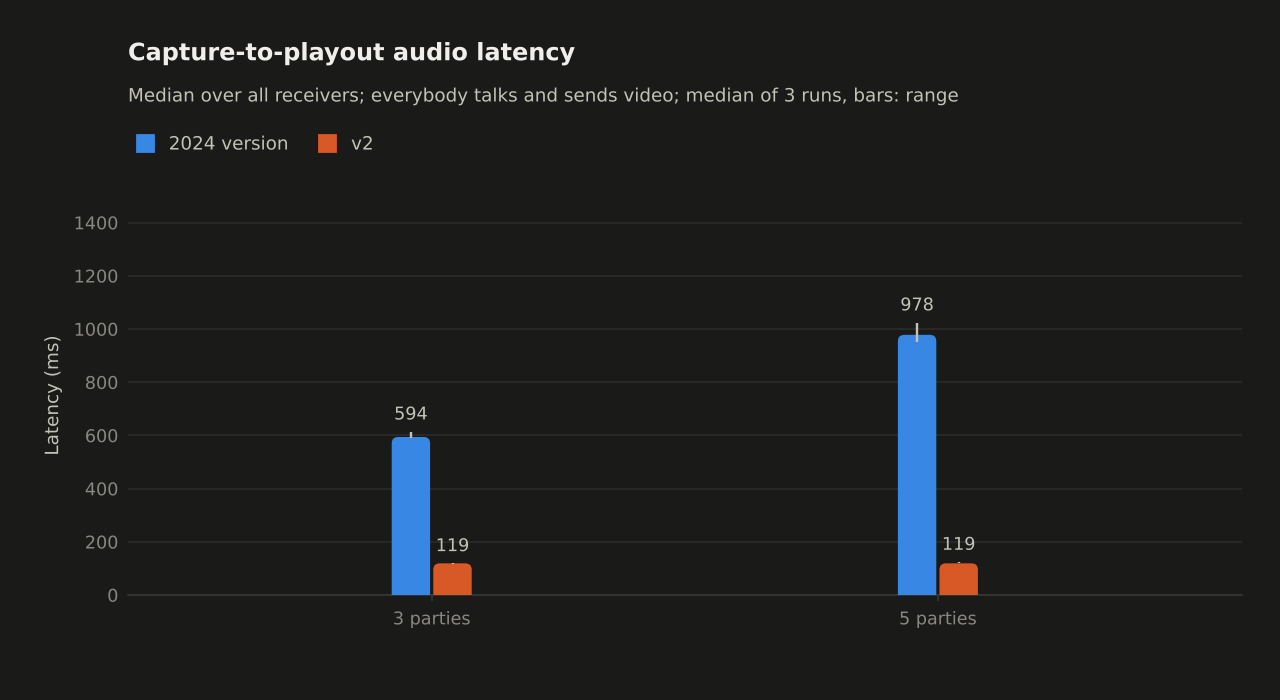 Capture-to-playout audio latency
Median over all receivers; everybody talks and sends video; median of 3 runs, bars: range
2024 version v2
1400
1200
1000
800
600
400
200
0
Latency (ms)
594
119
978
119
3 parties
5 parties